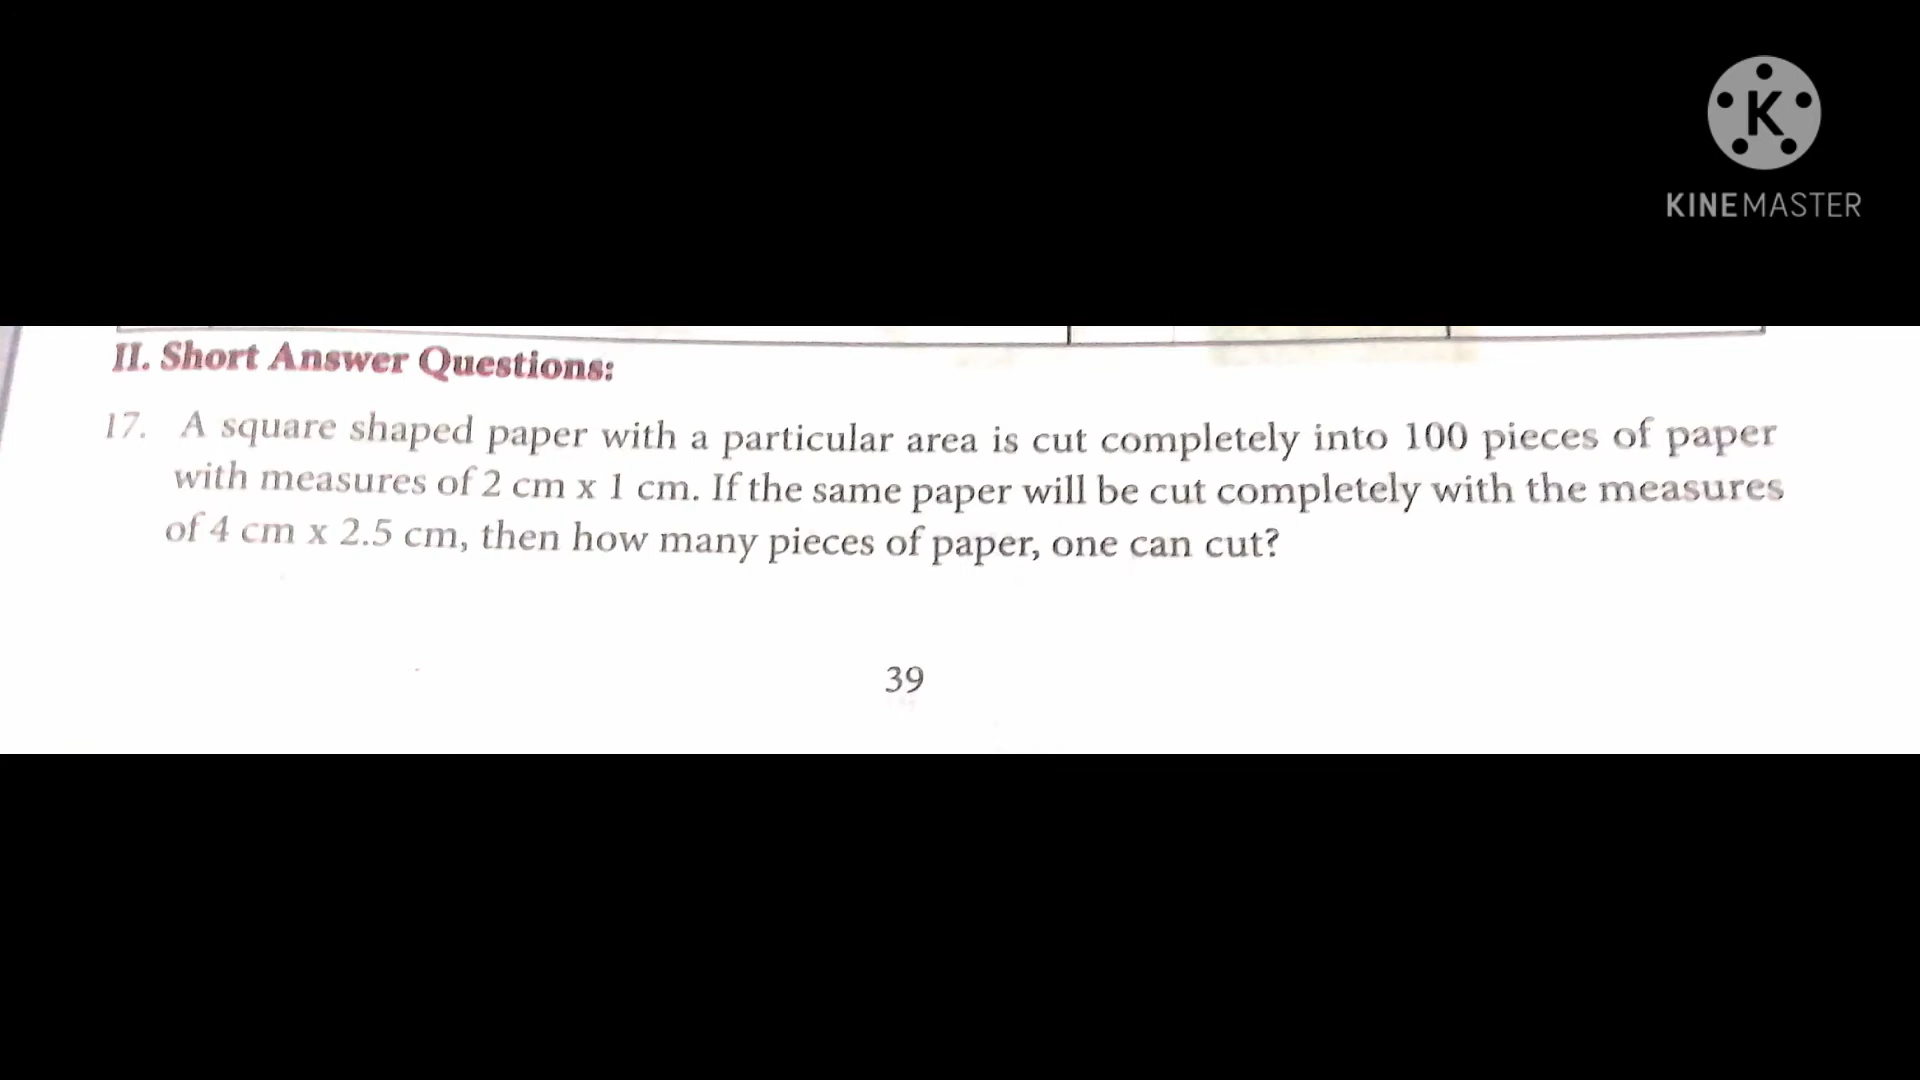 KINEMASTER
II. Short Answer Questions:
17. A square shaped paper with a particular area is cut completely into 100 pieces of paper
with measures of 2 cm x 1 cm. If the same paper will be cut completely with the measures
of 4 cm x 2.5 cm, then how many pieces of paper, one can cut?
39